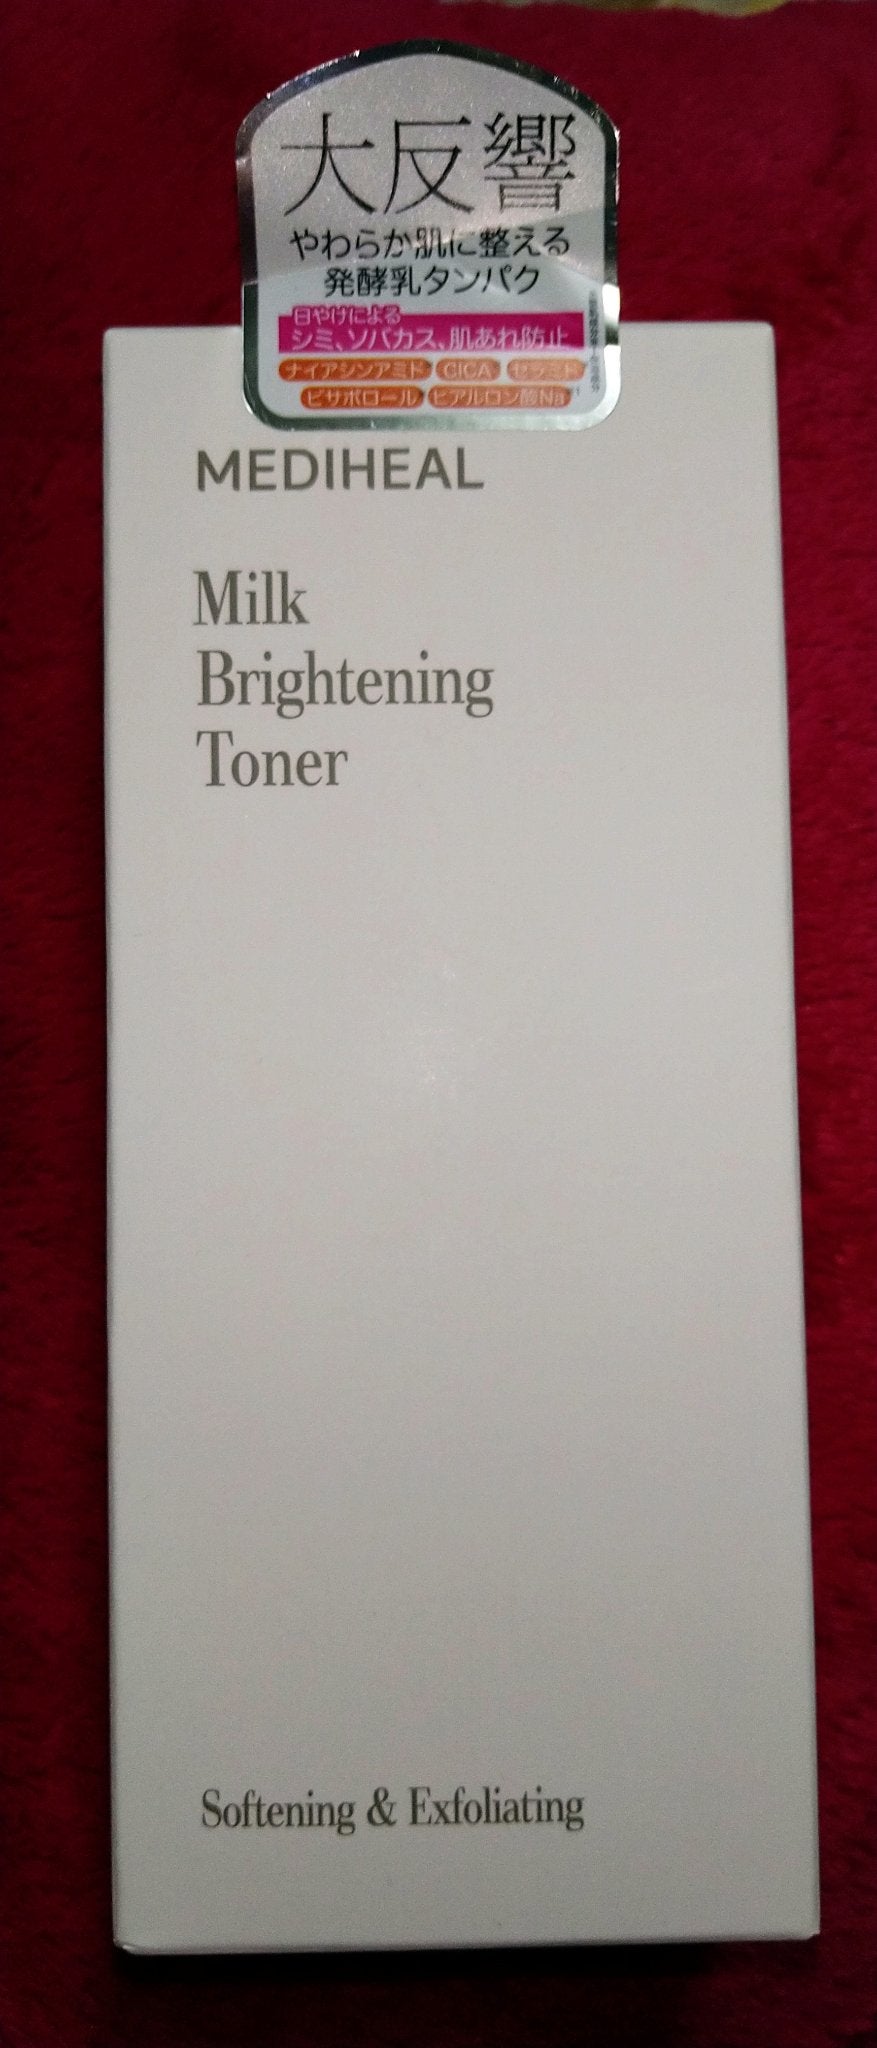 大反響
やわらか肌に整える
発酵乳タンパク
日やけによる
シミ、ソバカス、肌あれ防止
ナイアシンアミド CICA セラミド
ビサボロール ヒアルロン酸Na
MEDIHEAL
Milk
Brightening
Toner
Softening & Exfoliating